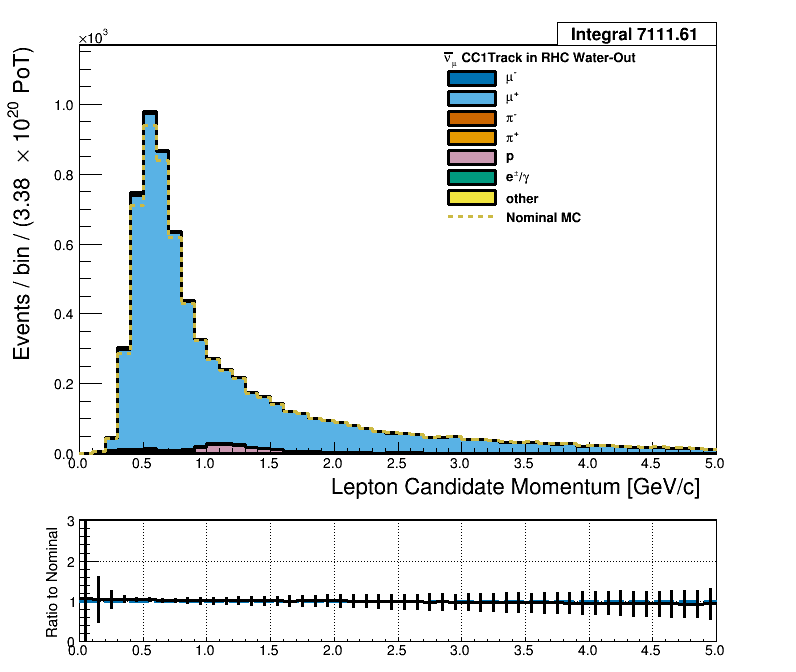 Integral 7111.61
×10³
ν̅μ CC1Track in RHC Water-Out
μ⁻
μ⁺
π⁻
π⁺
p
e±/γ
other
Nominal MC
Events / bin / (3.38 × 10²⁰ PoT)
1.0
0.8
0.6
0.4
0.2
0.0
0.0 0.5 1.0 1.5 2.0 2.5 3.0 3.5 4.0 4.5 5.0
Lepton Candidate Momentum [GeV/c]
Ratio to Nominal
3
2
1
0
0.0 0.5 1.0 1.5 2.0 2.5 3.0 3.5 4.0 4.5 5.0